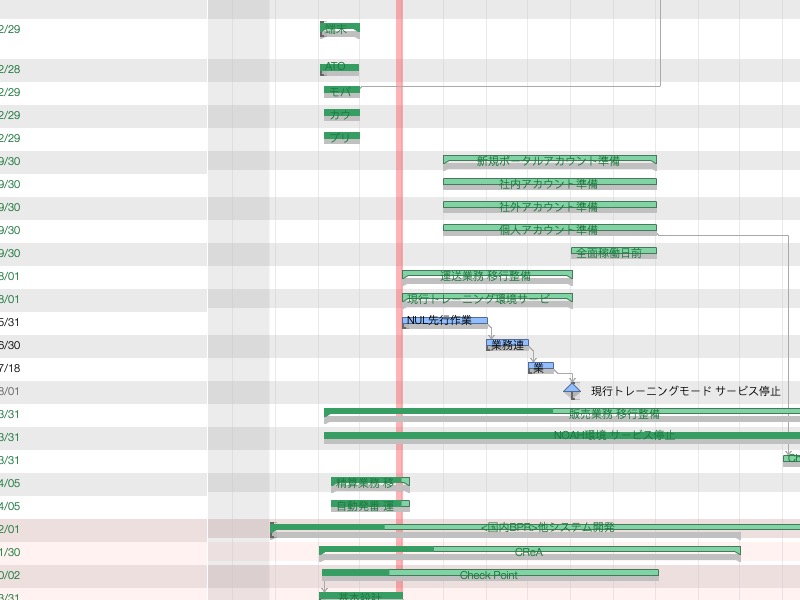 2/29 端末
2/28 ATO
2/29 モバ
2/29 カウ
2/29 プリ
9/30 新規ポータルアカウント準備
9/30 社内アカウント準備
9/30 社外アカウント準備
9/30 個人アカウント準備
9/30 全面稼働日前
8/01 運送業務 移行整備
8/01 現行トレーニング環境サービ
5/31 NUL先行作業
6/30 業務連
7/18 業
8/01 現行トレーニングモード サービス停止
3/31 販売業務 移行整備
3/31 NOAH環境 サービス停止
3/31
4/05 精算業務 移
4/05 自動発番 運
2/01 <国内BPR>他システム開発
1/30 CReA
0/02 Check Point
3/31 基本設計